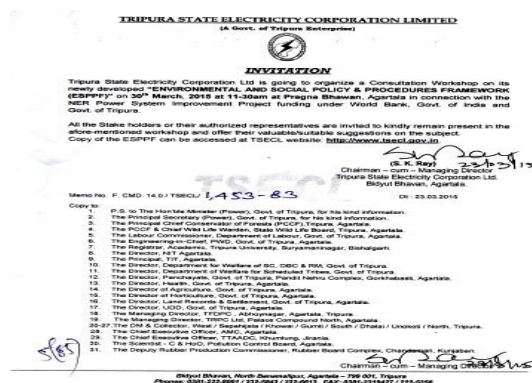 TRIPURA STATE ELECTRICITY CORPORATION LIMITED
(A Govt. of Tripura Enterprise)
INVITATION
Tripura State Electricity Corporation Ltd is going to organize a Consultation Workshop on its
newly developed "ENVIRONMENTAL AND SOCIAL POLICY & PROCEDURES FRAMEWORK
(ESPPF)" on 30th March, 2015 at 11-30am at Pragna Bhawan, Agartala in connection with the
NER Power System Improvement Project funding under World Bank, Govt. of India and
Govt. of Tripura.
All the Stake holders or their authorized representatives are invited to kindly remain present in the
afore-mentioned workshop and offer their valuable/suitable suggestions on the subject.
Copy of the ESPPF can be accessed at TSECL website: http://www.tsecl.gov.in.
23/03/15
(S. K. Ray)
Chairman - cum - Managing Director
Tripura State Electricity Corporation Ltd.
Bidyut Bhavan, Agartala.
TSECL
Memo No. F. CMD. 14.0 / TSECL/ 1,453-83 Dt : 23.03.2015
Copy to:
1. P.S. to The Hon'ble Minister (Power), Govt. of Tripura, for his kind information.
2. The Principal Secretary (Power), Govt. of Tripura, for his kind information.
3. The Principal Chief Conservator of Forests (PCCF), Tripura, Agartala.
4. The PCCF & Chief Wild Life Warden, State Wild Life Board, Tripura, Agartala.
5. The Labour Commissioner, Department of Labour, Govt. of Tripura.
6. The Engineering-in-Chief, PWD, Govt. of Tripura, Agartala.
7. The Registrar, Academic, Tripura University, Suryamaninagar, Bishalgarh.
8. The Director, NIT Agartala
9. The Principal, TIT, Agartala.
10. The Director, Department of Welfare of SC, OBC & RM, Govt. of Tripura.
11. The Director, Department of Welfare for Scheduled Tribes, Govt. of Tripura.
12. The Director, Panchayats, Govt. of Tripura, Pandit Nehru Complex, Gorkhabasti, Agartala.
13. The Director, Health, Govt. of Tripura, Agartala.
14. The Director of Agriculture, Govt. of Tripura, Agartala.
15. The Director of Horticulture, Govt. of Tripura, Agartala.
16. The Director, Land Records & Settlement, Govt. of Tripura, Agartala.
17. The Director, UDD, Govt. of Tripura, Agartala.
18. The Managing Director, TFDPC, Abhoynagar, Tripura, Agartala.
19. The Managing Director, TRPC Ltd, Palace Compound North, Agartala.
20-27. The DM & Collector, West / Sepahijala / Khowai / Gumti / South / Dhalai / Unokoti / North, Tripura.
28. The Chief Executive Officer, AMC, Agartala.
29. The Chief Executive Officer, TTAADC, Khumlung, Jirania.
30. The Scientist - C & HoO, Pollution Control Board, Agartala.
31. The Deputy Rubber Production Commissioner, Rubber Board Complex, Kunjaban.
Chairman - cum - Managing Director
Bidyut Bhavan, North Banamalipur, Agartala - 799 001, Tripura